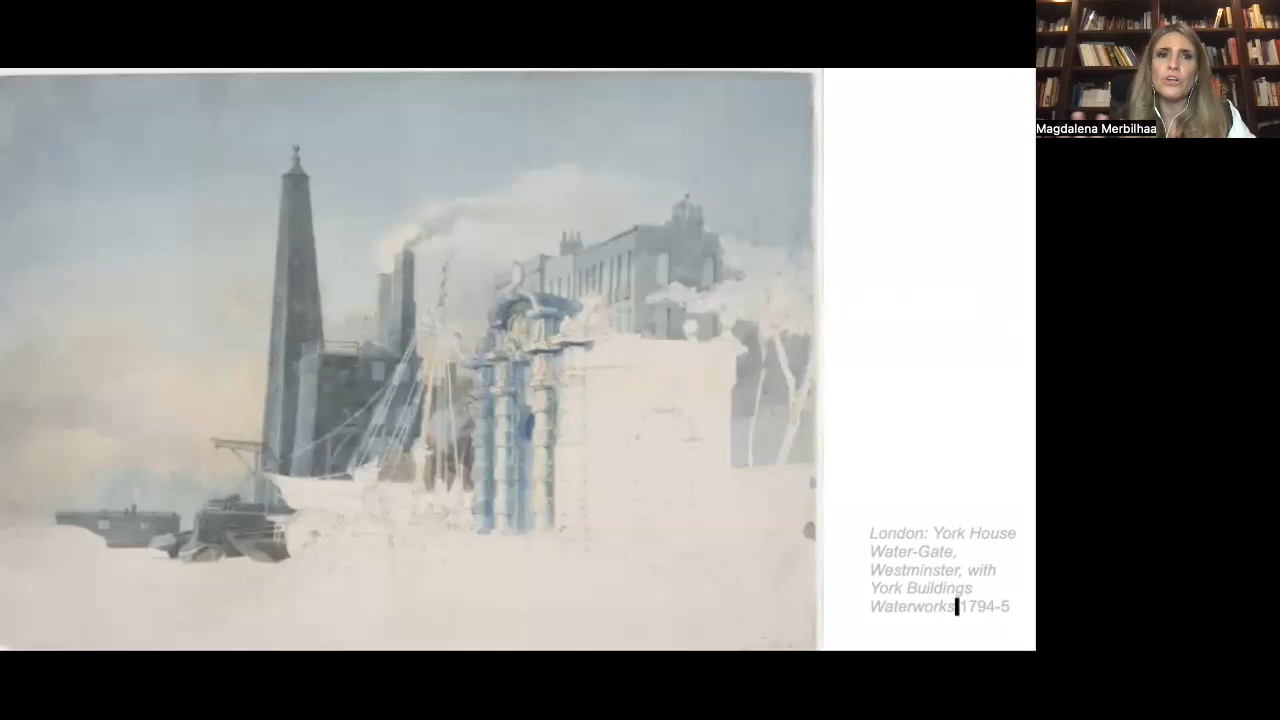 Magdalena Merbilhaa
London: York House
Water-Gate,
Westminster, with
York Buildings
Waterworks 1794-5